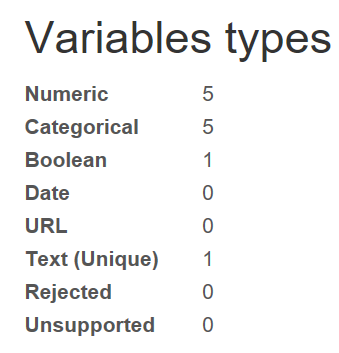 Variables types
Numeric 5
Categorical 5
Boolean 1
Date 0
URL 0
Text (Unique) 1
Rejected 0
Unsupported 0